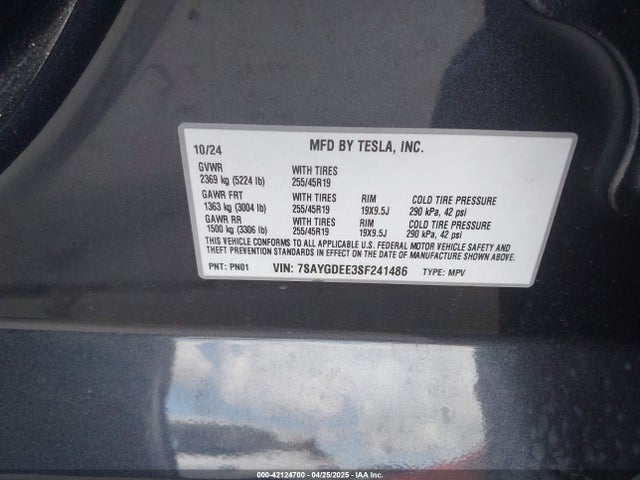 10/24 MFD BY TESLA, INC.
GVWR WITH TIRES
2369 kg (5224 lb) 255/45R19
GAWR FRT WITH TIRES RIM COLD TIRE PRESSURE
1363 kg (3004 lb) 255/45R19 19X9.5J 290 kPa, 42 psi
GAWR RR WITH TIRES RIM COLD TIRE PRESSURE
1500 kg (3306 lb) 255/45R19 19X9.5J 290 kPa, 42 psi
THIS VEHICLE CONFORMS TO ALL APPLICABLE U.S. FEDERAL MOTOR VEHICLE SAFETY AND
THEFT PREVENTION STANDARDS IN EFFECT ON THE DATE OF MANUFACTURE SHOWN ABOVE.
PNT: PN01 VIN: 7SAYGDEE3SF241486 TYPE: MPV
000-42124700 - 04/25/2025 - IAAI.COM